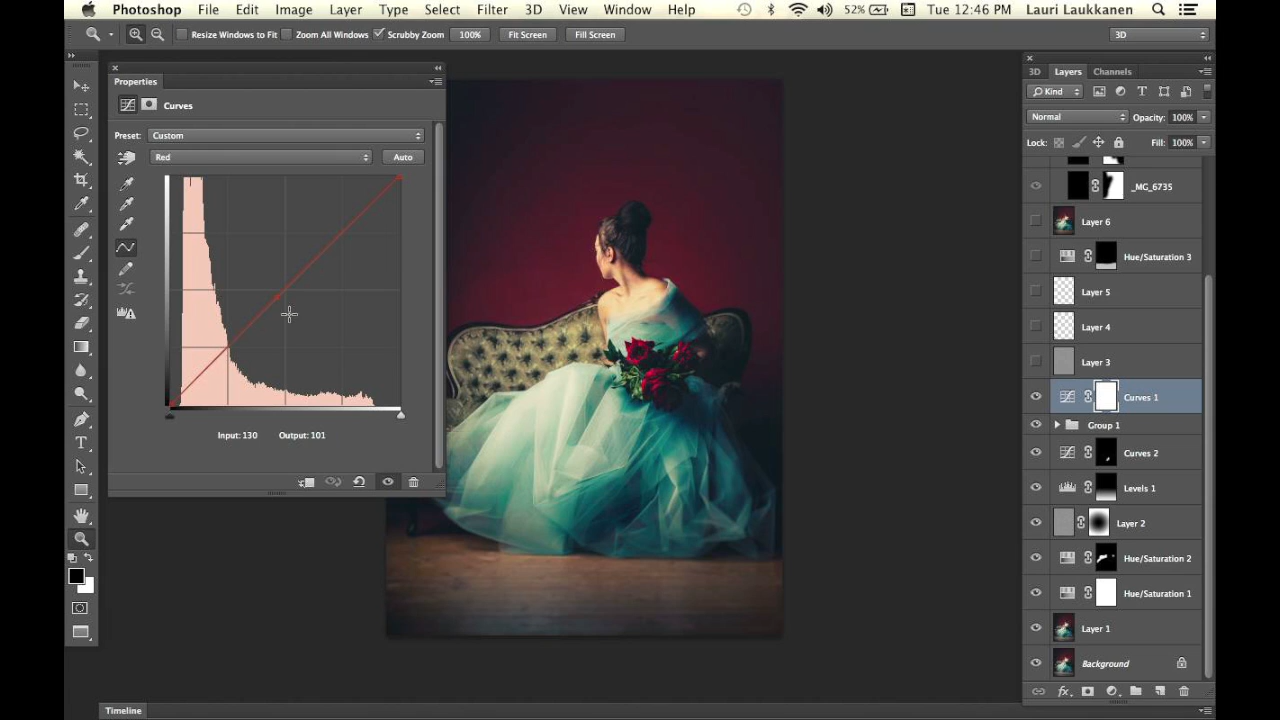 Photoshop File Edit Image Layer Type Select Filter 3D View Window Help 52% Tue 12:46 PM Lauri Laukkanen
Resize Windows to Fit Zoom All Windows Scrubby Zoom 100% Fit Screen Fill Screen 3D
Properties
Curves
Preset: Custom
Red Auto
Input: 130 Output: 101
3D Layers Channels
Kind
Normal Opacity: 100%
Lock: Fill: 100%
_MG_6735
Layer 6
Hue/Saturation 3
Layer 5
Layer 4
Layer 3
Curves 1
Group 1
Curves 2
Levels 1
Layer 2
Hue/Saturation 2
Hue/Saturation 1
Layer 1
Background
fx
Timeline